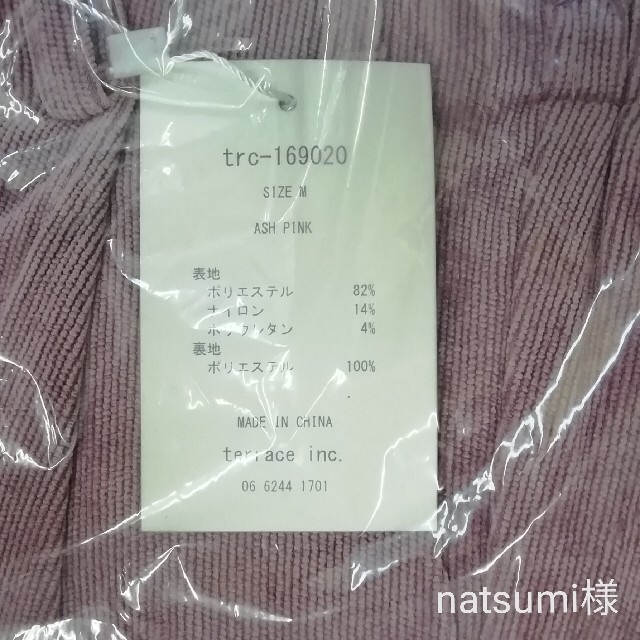 trc-169020
SIZE M
ASH PINK
表地
ポリエステル 82%
ナイロン 14%
ポリウレタン 4%
裏地
ポリエステル 100%
MADE IN CHINA
terrace inc.
06 6244 1701
natsumi様